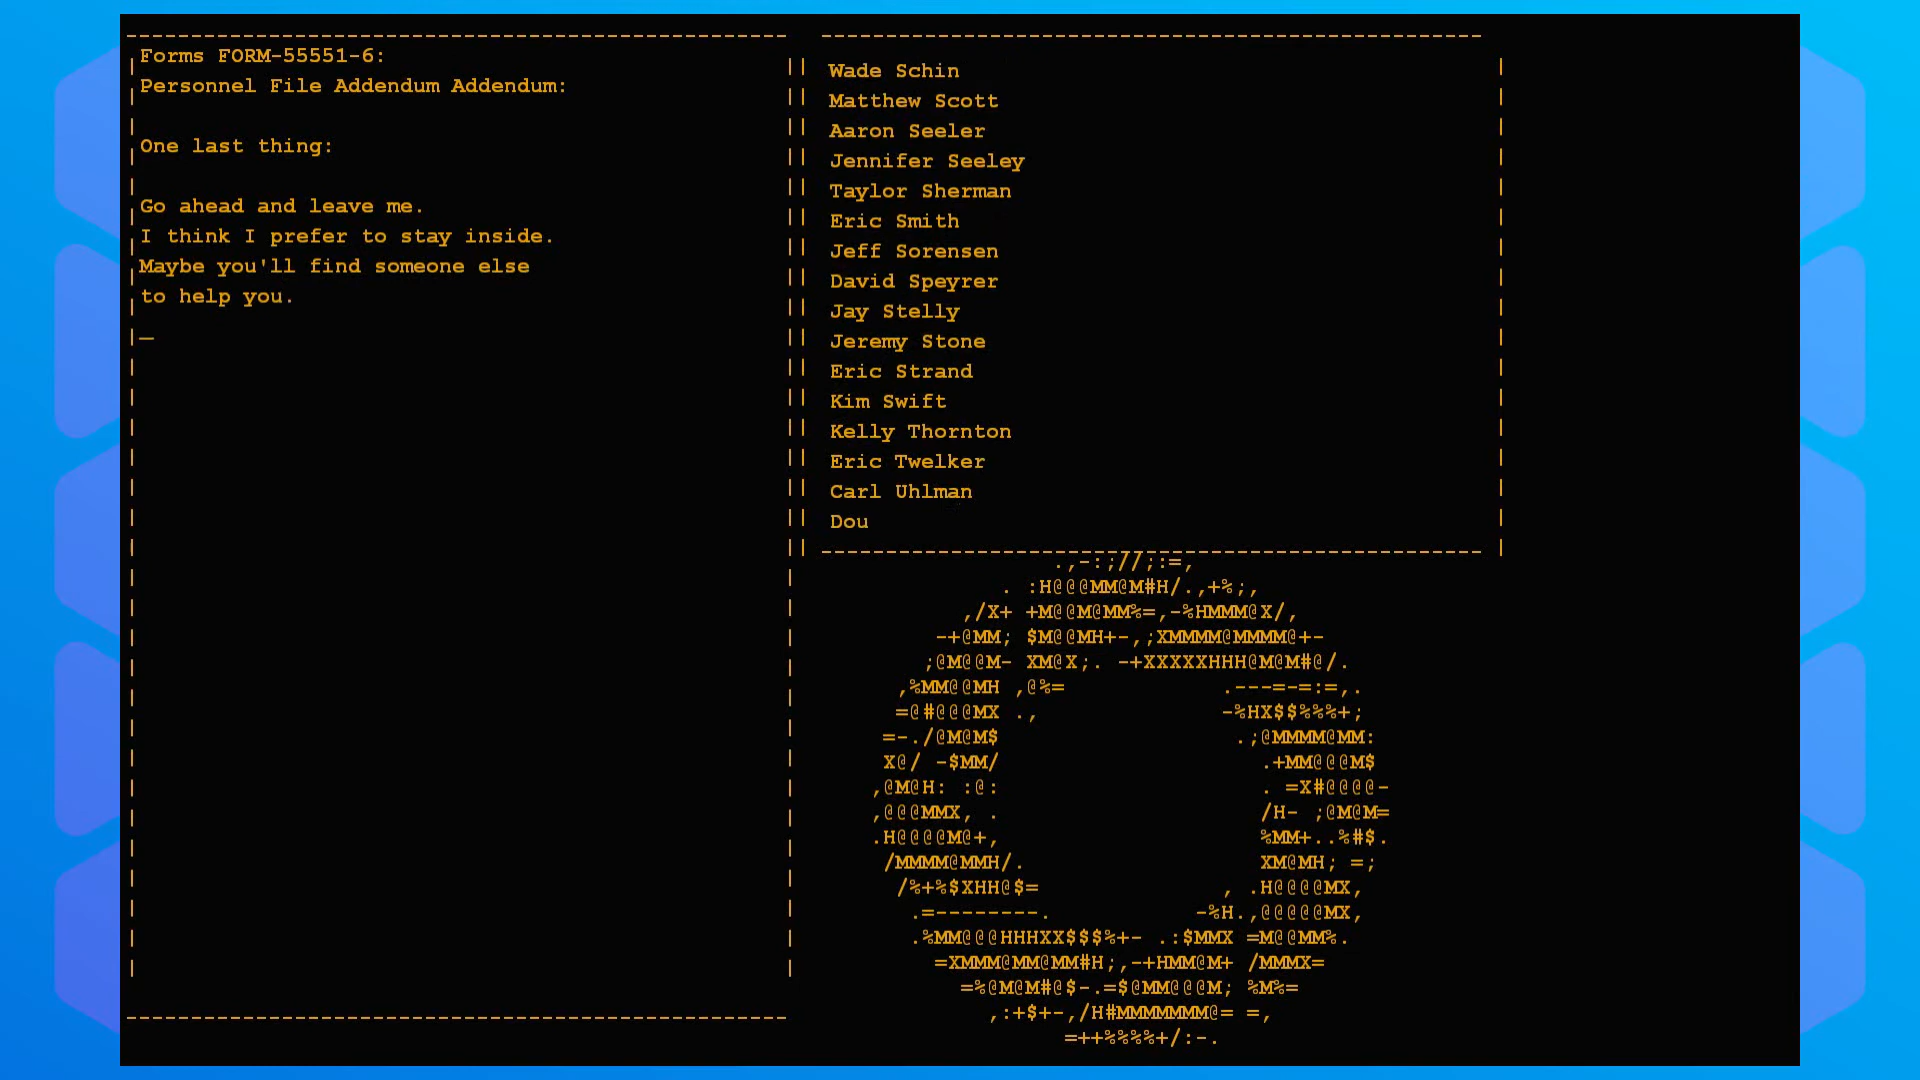 Forms FORM-55551-6:
Personnel File Addendum Addendum:
One last thing:
Go ahead and leave me.
I think I prefer to stay inside.
Maybe you'll find someone else
to help you.
Wade Schin
Matthew Scott
Aaron Seeler
Jennifer Seeley
Taylor Sherman
Eric Smith
Jeff Sorensen
David Speyrer
Jay Stelly
Jeremy Stone
Eric Strand
Kim Swift
Kelly Thornton
Eric Twelker
Carl Uhlman
Dou